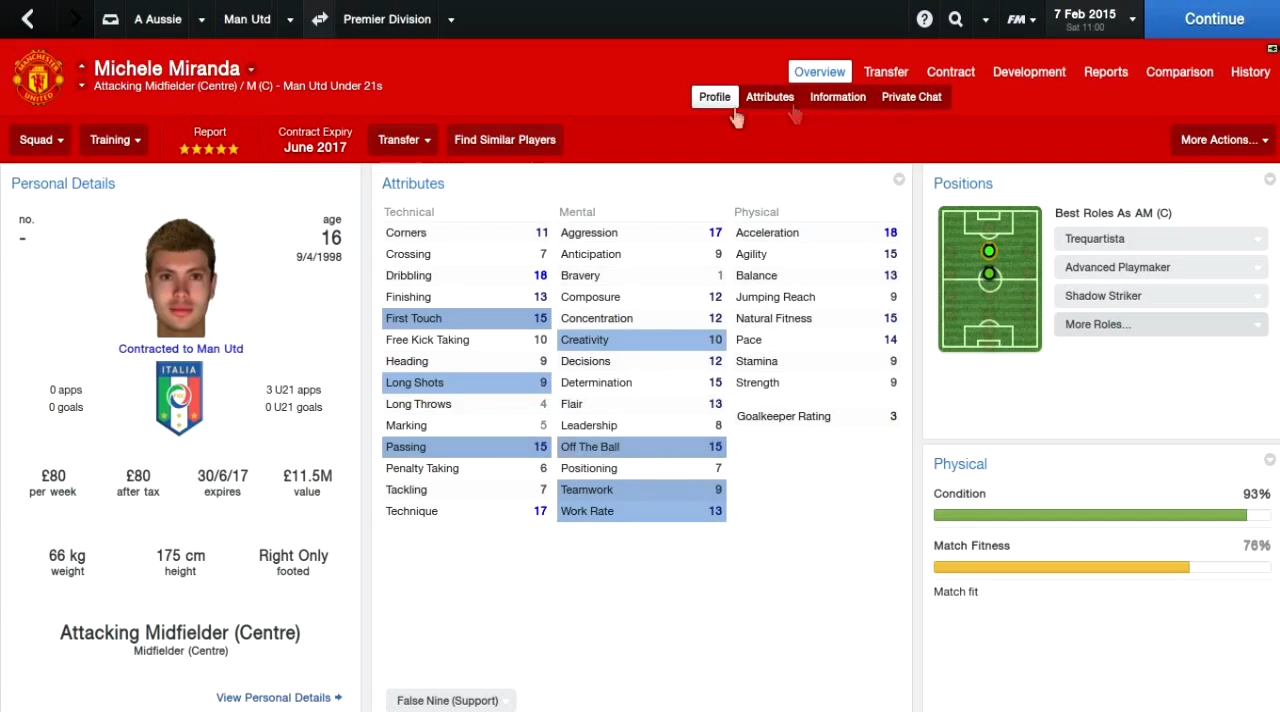 A Aussie
Man Utd
Premier Division
FM
7 Feb 2015
Sat 11:00
Continue
MANCHESTER
UNITED
Michele Miranda
Attacking Midfielder (Centre) / M (C) - Man Utd Under 21s
Overview Transfer Contract Development Reports Comparison History
Profile Attributes Information Private Chat
Squad
Training
Report
Contract Expiry
June 2017
Transfer
Find Similar Players
More Actions...
Personal Details
no.
-
age
16
9/4/1998
Contracted to Man Utd
ITALIA
0 apps
0 goals
3 U21 apps
0 U21 goals
£80
per week
£80
after tax
30/6/17
expires
£11.5M
value
66 kg
weight
175 cm
height
Right Only
footed
Attacking Midfielder (Centre)
Midfielder (Centre)
View Personal Details
Attributes
Technical
Corners 11
Crossing 7
Dribbling 18
Finishing 13
First Touch 15
Free Kick Taking 10
Heading 9
Long Shots 9
Long Throws 4
Marking 5
Passing 15
Penalty Taking 6
Tackling 7
Technique 17
Mental
Aggression 17
Anticipation 9
Bravery 1
Composure 12
Concentration 12
Creativity 10
Decisions 12
Determination 15
Flair 13
Leadership 8
Off The Ball 15
Positioning 7
Teamwork 9
Work Rate 13
Physical
Acceleration 18
Agility 15
Balance 13
Jumping Reach 9
Natural Fitness 15
Pace 14
Stamina 9
Strength 9
Goalkeeper Rating 3
False Nine (Support)
Positions
Best Roles As AM (C)
Trequartista
Advanced Playmaker
Shadow Striker
More Roles...
Physical
Condition 93%
Match Fitness 76%
Match fit